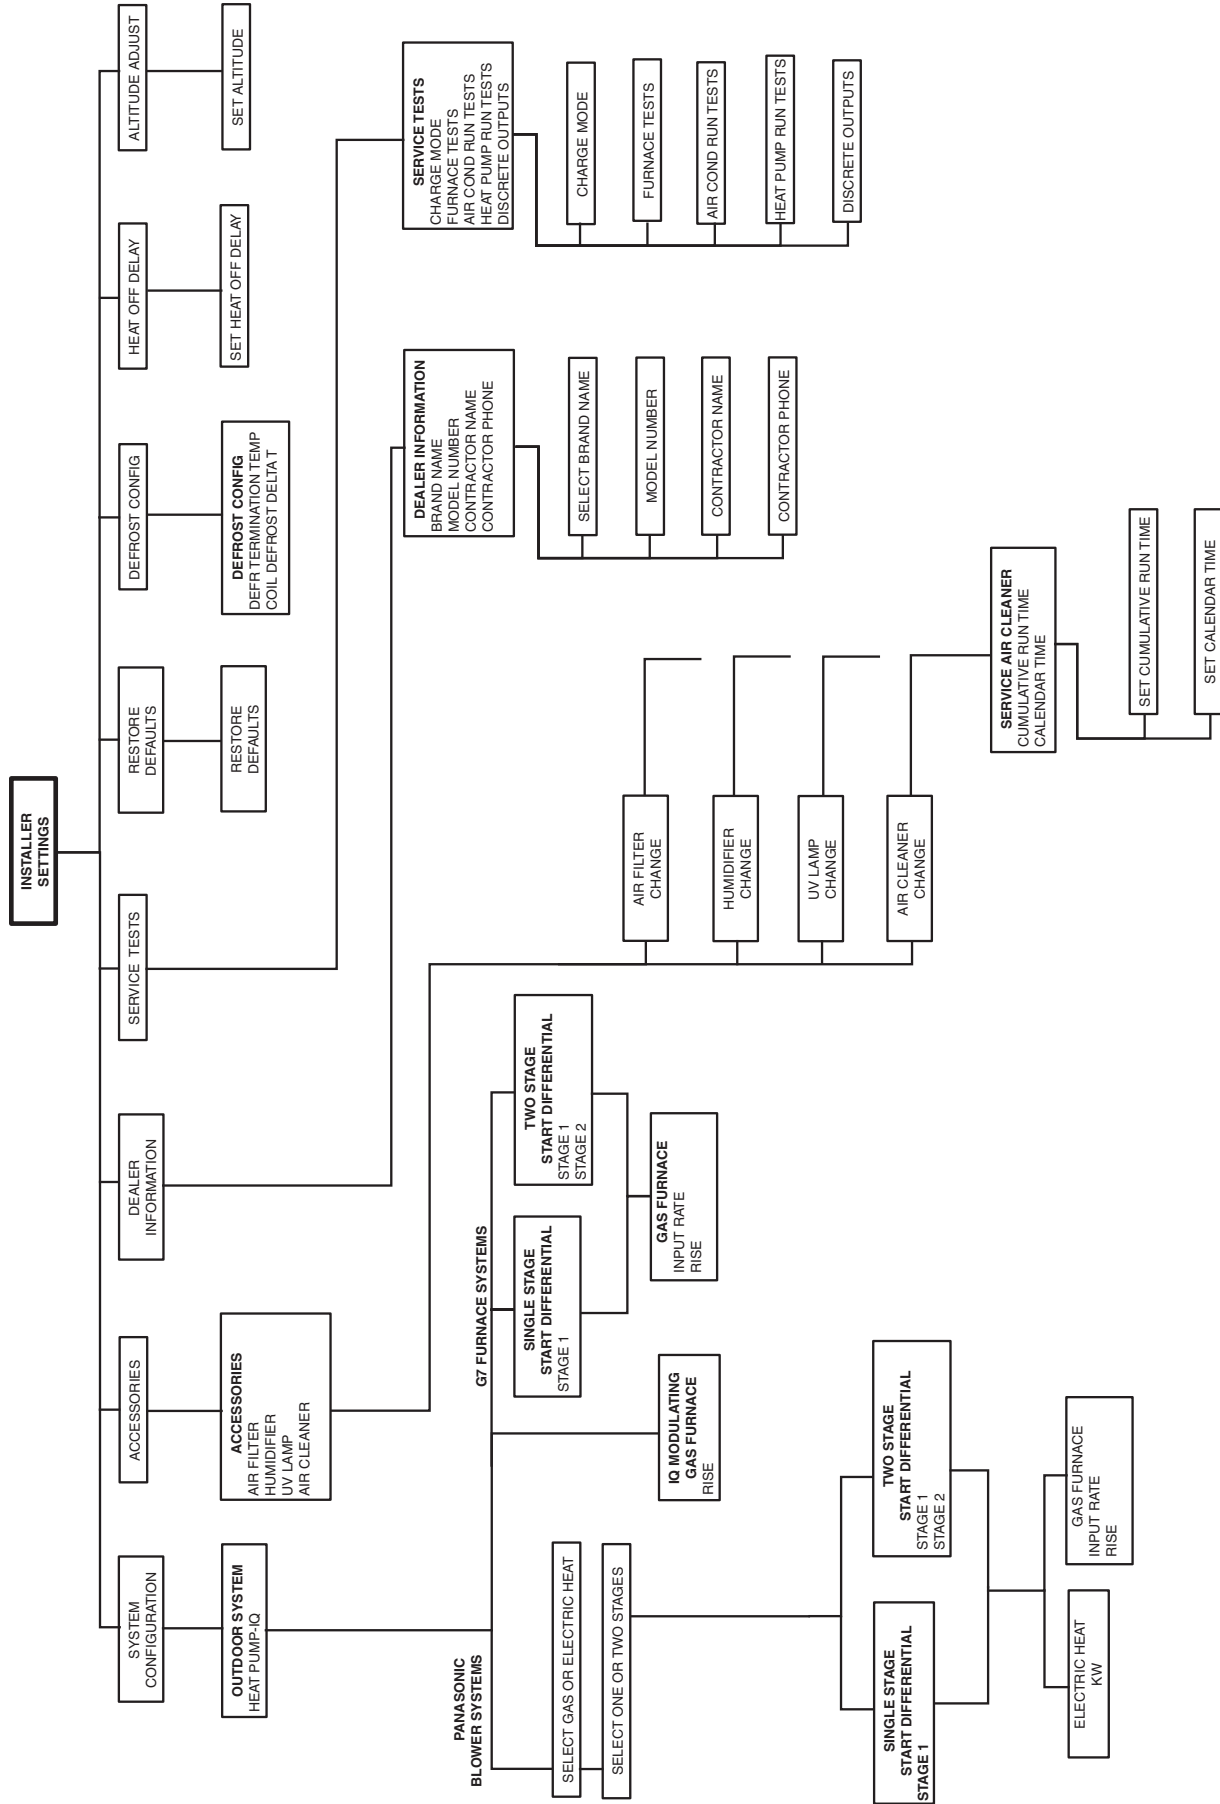 INSTALLER
SETTINGS
SYSTEM
CONFIGURATION
ACCESSORIES
DEALER
INFORMATION
SERVICE TESTS
RESTORE
DEFAULTS
DEFROST CONFIG
HEAT OFF DELAY
ALTITUDE ADJUST
OUTDOOR SYSTEM
HEAT PUMP-IQ
ACCESSORIES
AIR FILTER
HUMIDIFIER
UV LAMP
AIR CLEANER
RESTORE
DEFAULTS
DEFROST CONFIG
DEFR TERMINATION TEMP
COIL DEFROST DELTA T
SET HEAT OFF DELAY
SET ALTITUDE
DEALER INFORMATION
BRAND NAME
MODEL NUMBER
CONTRACTOR NAME
CONTRACTOR PHONE
SERVICE TESTS
CHARGE MODE
FURNACE TESTS
AIR COND RUN TESTS
HEAT PUMP RUN TESTS
DISCRETE OUTPUTS
PANASONIC
BLOWER SYSTEMS
G7 FURNACE SYSTEMS
SELECT GAS OR ELECTRIC HEAT
SELECT ONE OR TWO STAGES
IQ MODULATING
GAS FURNACE
RISE
SINGLE STAGE
START DIFFERENTIAL
STAGE 1
TWO STAGE
START DIFFERENTIAL
STAGE 1
STAGE 2
GAS FURNACE
INPUT RATE
RISE
AIR FILTER
CHANGE
HUMIDIFIER
CHANGE
UV LAMP
CHANGE
AIR CLEANER
CHANGE
SELECT BRAND NAME
MODEL NUMBER
CONTRACTOR NAME
CONTRACTOR PHONE
CHARGE MODE
FURNACE TESTS
AIR COND RUN TESTS
HEAT PUMP RUN TESTS
DISCRETE OUTPUTS
SINGLE STAGE
START DIFFERENTIAL
STAGE 1
TWO STAGE
START DIFFERENTIAL
STAGE 1
STAGE 2
SERVICE AIR CLEANER
CUMULATIVE RUN TIME
CALENDAR TIME
ELECTRIC HEAT
KW
GAS FURNACE
INPUT RATE
RISE
SET CUMULATIVE RUN TIME
SET CALENDAR TIME